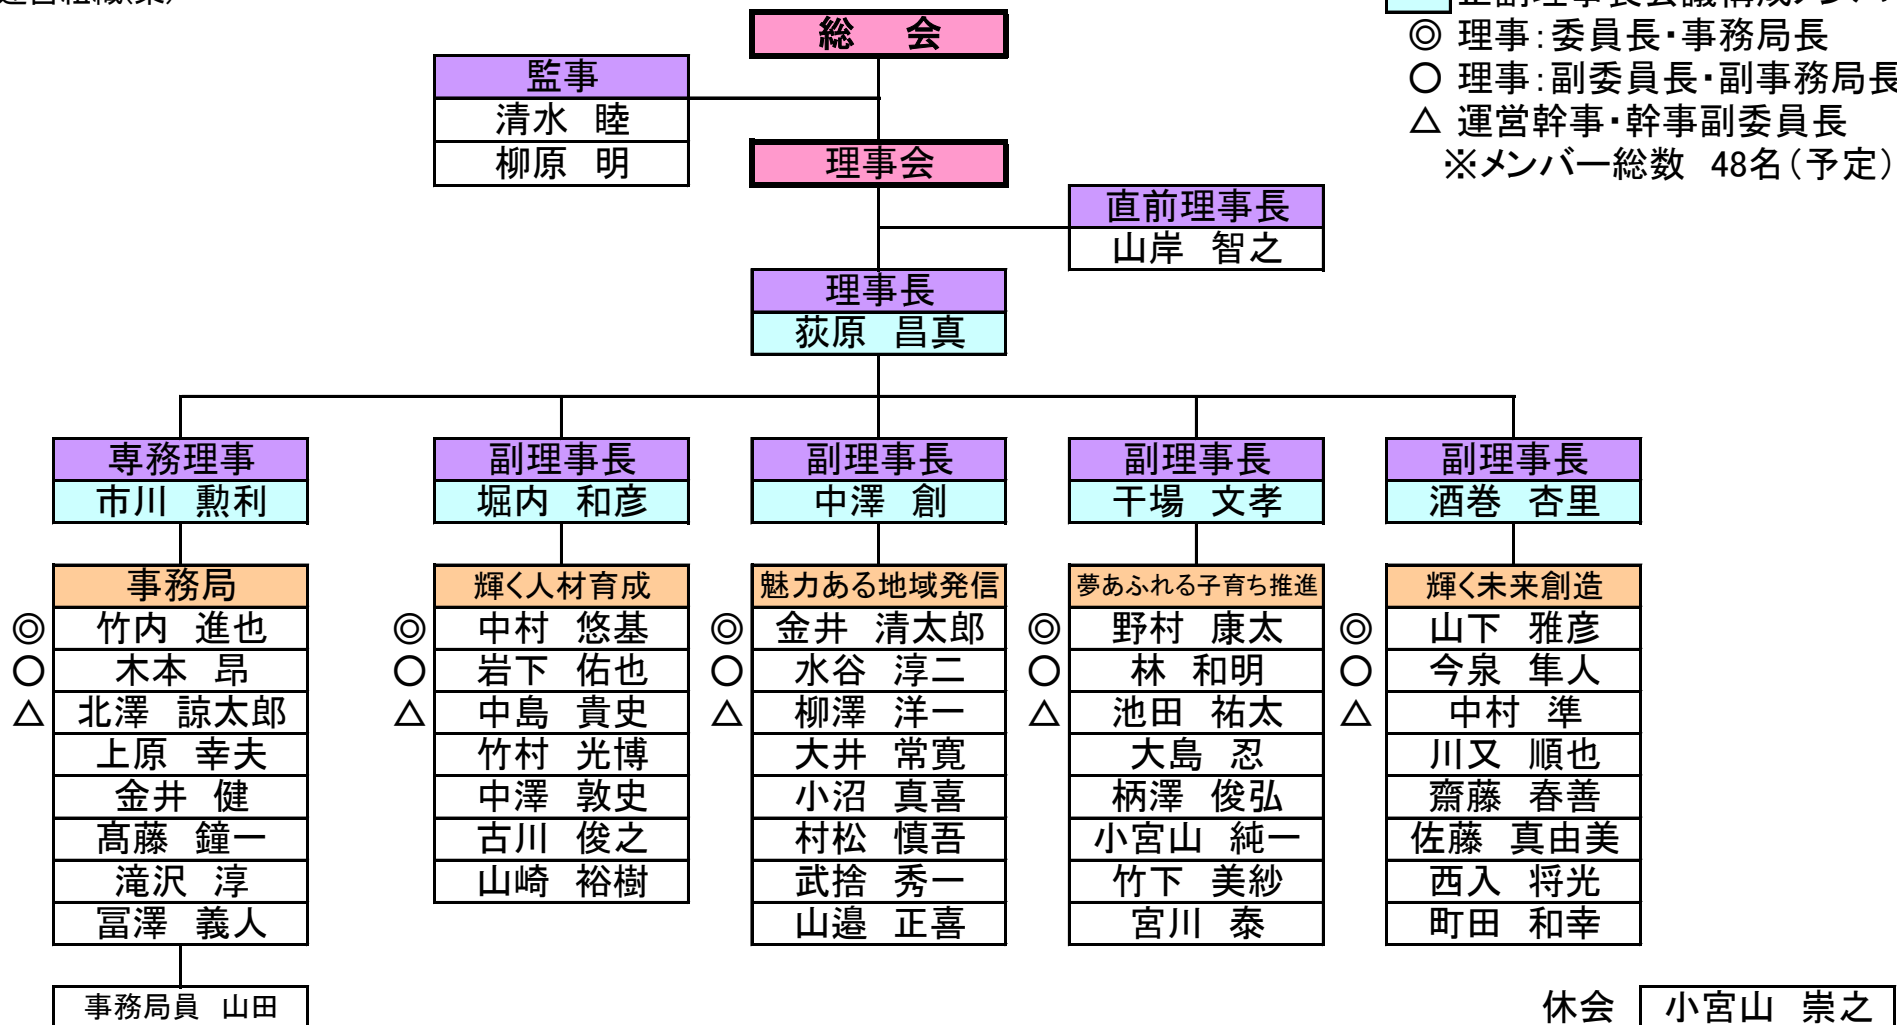 総 会
正副理事長会議構成メンバー
◎ 理事：委員長・事務局長
○ 理事：副委員長・副事務局長
△ 運営幹事・幹事副委員長
※メンバー総数 48名（予定）
監事
清水 睦
柳原 明
理事会
直前理事長
山岸 智之
理事長
荻原 昌真
専務理事
市川 勲利
副理事長
堀内 和彦
副理事長
中澤 創
副理事長
干場 文孝
副理事長
酒巻 杏里
事務局
◎ 竹内 進也
○ 木本 昂
△ 北澤 諒太郎
上原 幸夫
金井 健
髙藤 鐘一
滝沢 淳
冨澤 義人
事務局員 山田
輝く人材育成
◎ 中村 悠基
○ 岩下 佑也
△ 中島 貴史
竹村 光博
中澤 敦史
古川 俊之
山崎 裕樹
魅力ある地域発信
◎ 金井 清太郎
○ 水谷 淳二
△ 柳澤 洋一
大井 常寛
小沼 真喜
村松 慎吾
武捨 秀一
山邉 正喜
夢あふれる子育ち推進
◎ 野村 康太
○ 林 和明
△ 池田 祐太
大島 忍
柄澤 俊弘
小宮山 純一
竹下 美紗
宮川 泰
輝く未来創造
◎ 山下 雅彦
○ 今泉 隼人
△ 中村 準
川又 順也
齋藤 春善
佐藤 真由美
西入 将光
町田 和幸
休会 小宮山 崇之